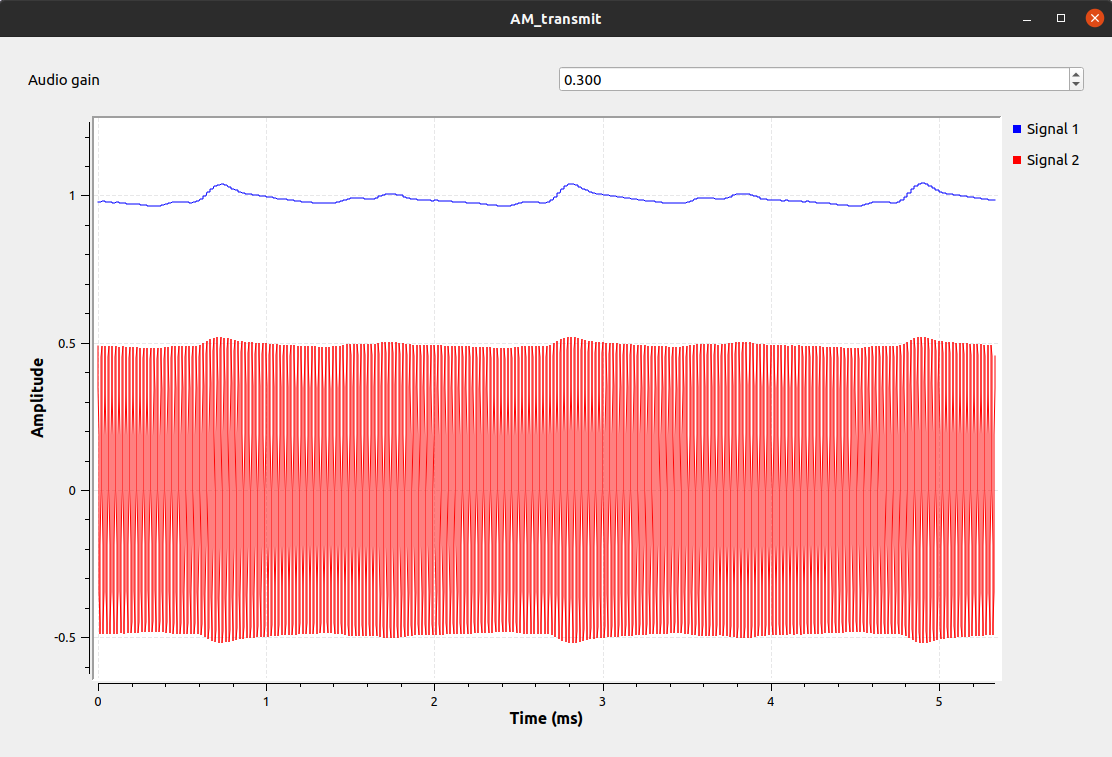 AM_transmit
Audio gain 0.300
Signal 1
Signal 2
1
0.5
0
-0.5
Amplitude
0 1 2 3 4 5
Time (ms)